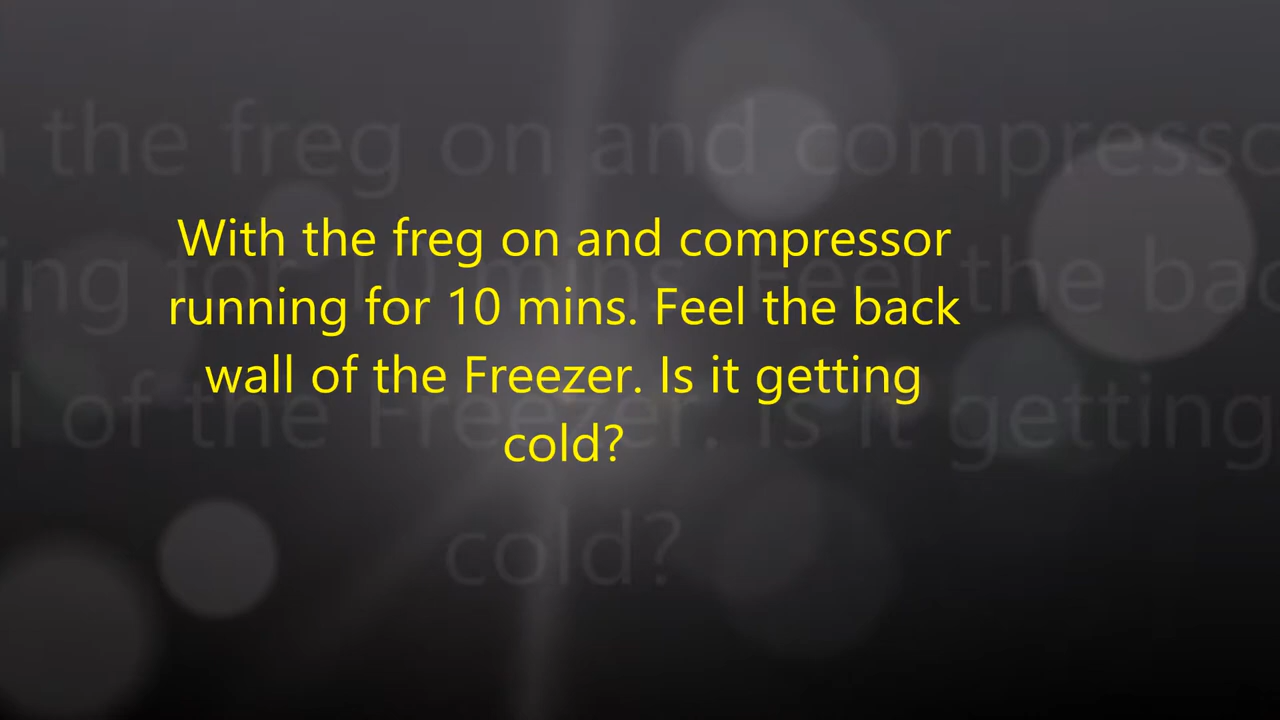 With the freg on and compressor
running for 10 mins. Feel the back
wall of the Freezer. Is it getting
cold?